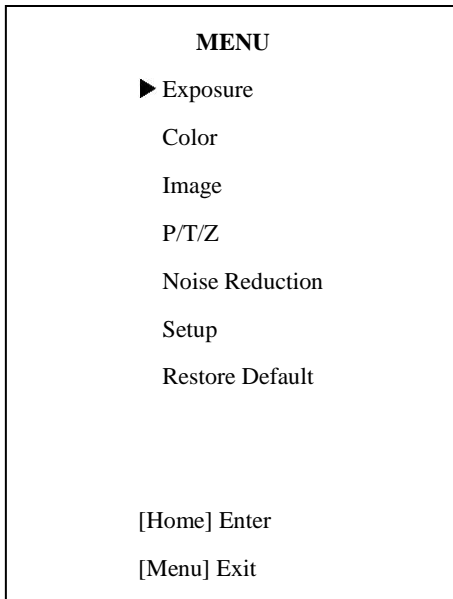 MENU
Exposure
Color
Image
P/T/Z
Noise Reduction
Setup
Restore Default
[Home] Enter
[Menu] Exit